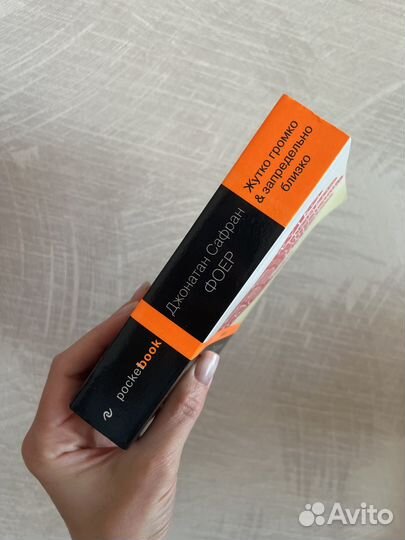 Жутко громко
& запредельно
близко
Джонатан Сафран
ФОЕР
pocketbook
Avito